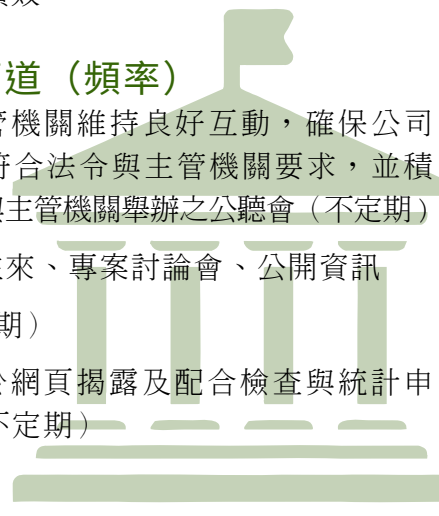 道（頻率）
管機關維持良好互動，確保公司
符合法令與主管機關要求，並積
與主管機關舉辦之公聽會（不定期）
來、專案討論會、公開資訊
期）
網頁揭露及配合檢查與統計申
不定期）